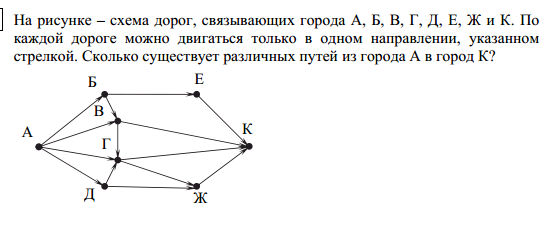 На рисунке – схема дорог, связывающих города А, Б, В, Г, Д, Е, Ж и К. По
каждой дороге можно двигаться только в одном направлении, указанном
стрелкой. Сколько существует различных путей из города А в город К?
Б
Е
В
А
К
Г
Д
Ж